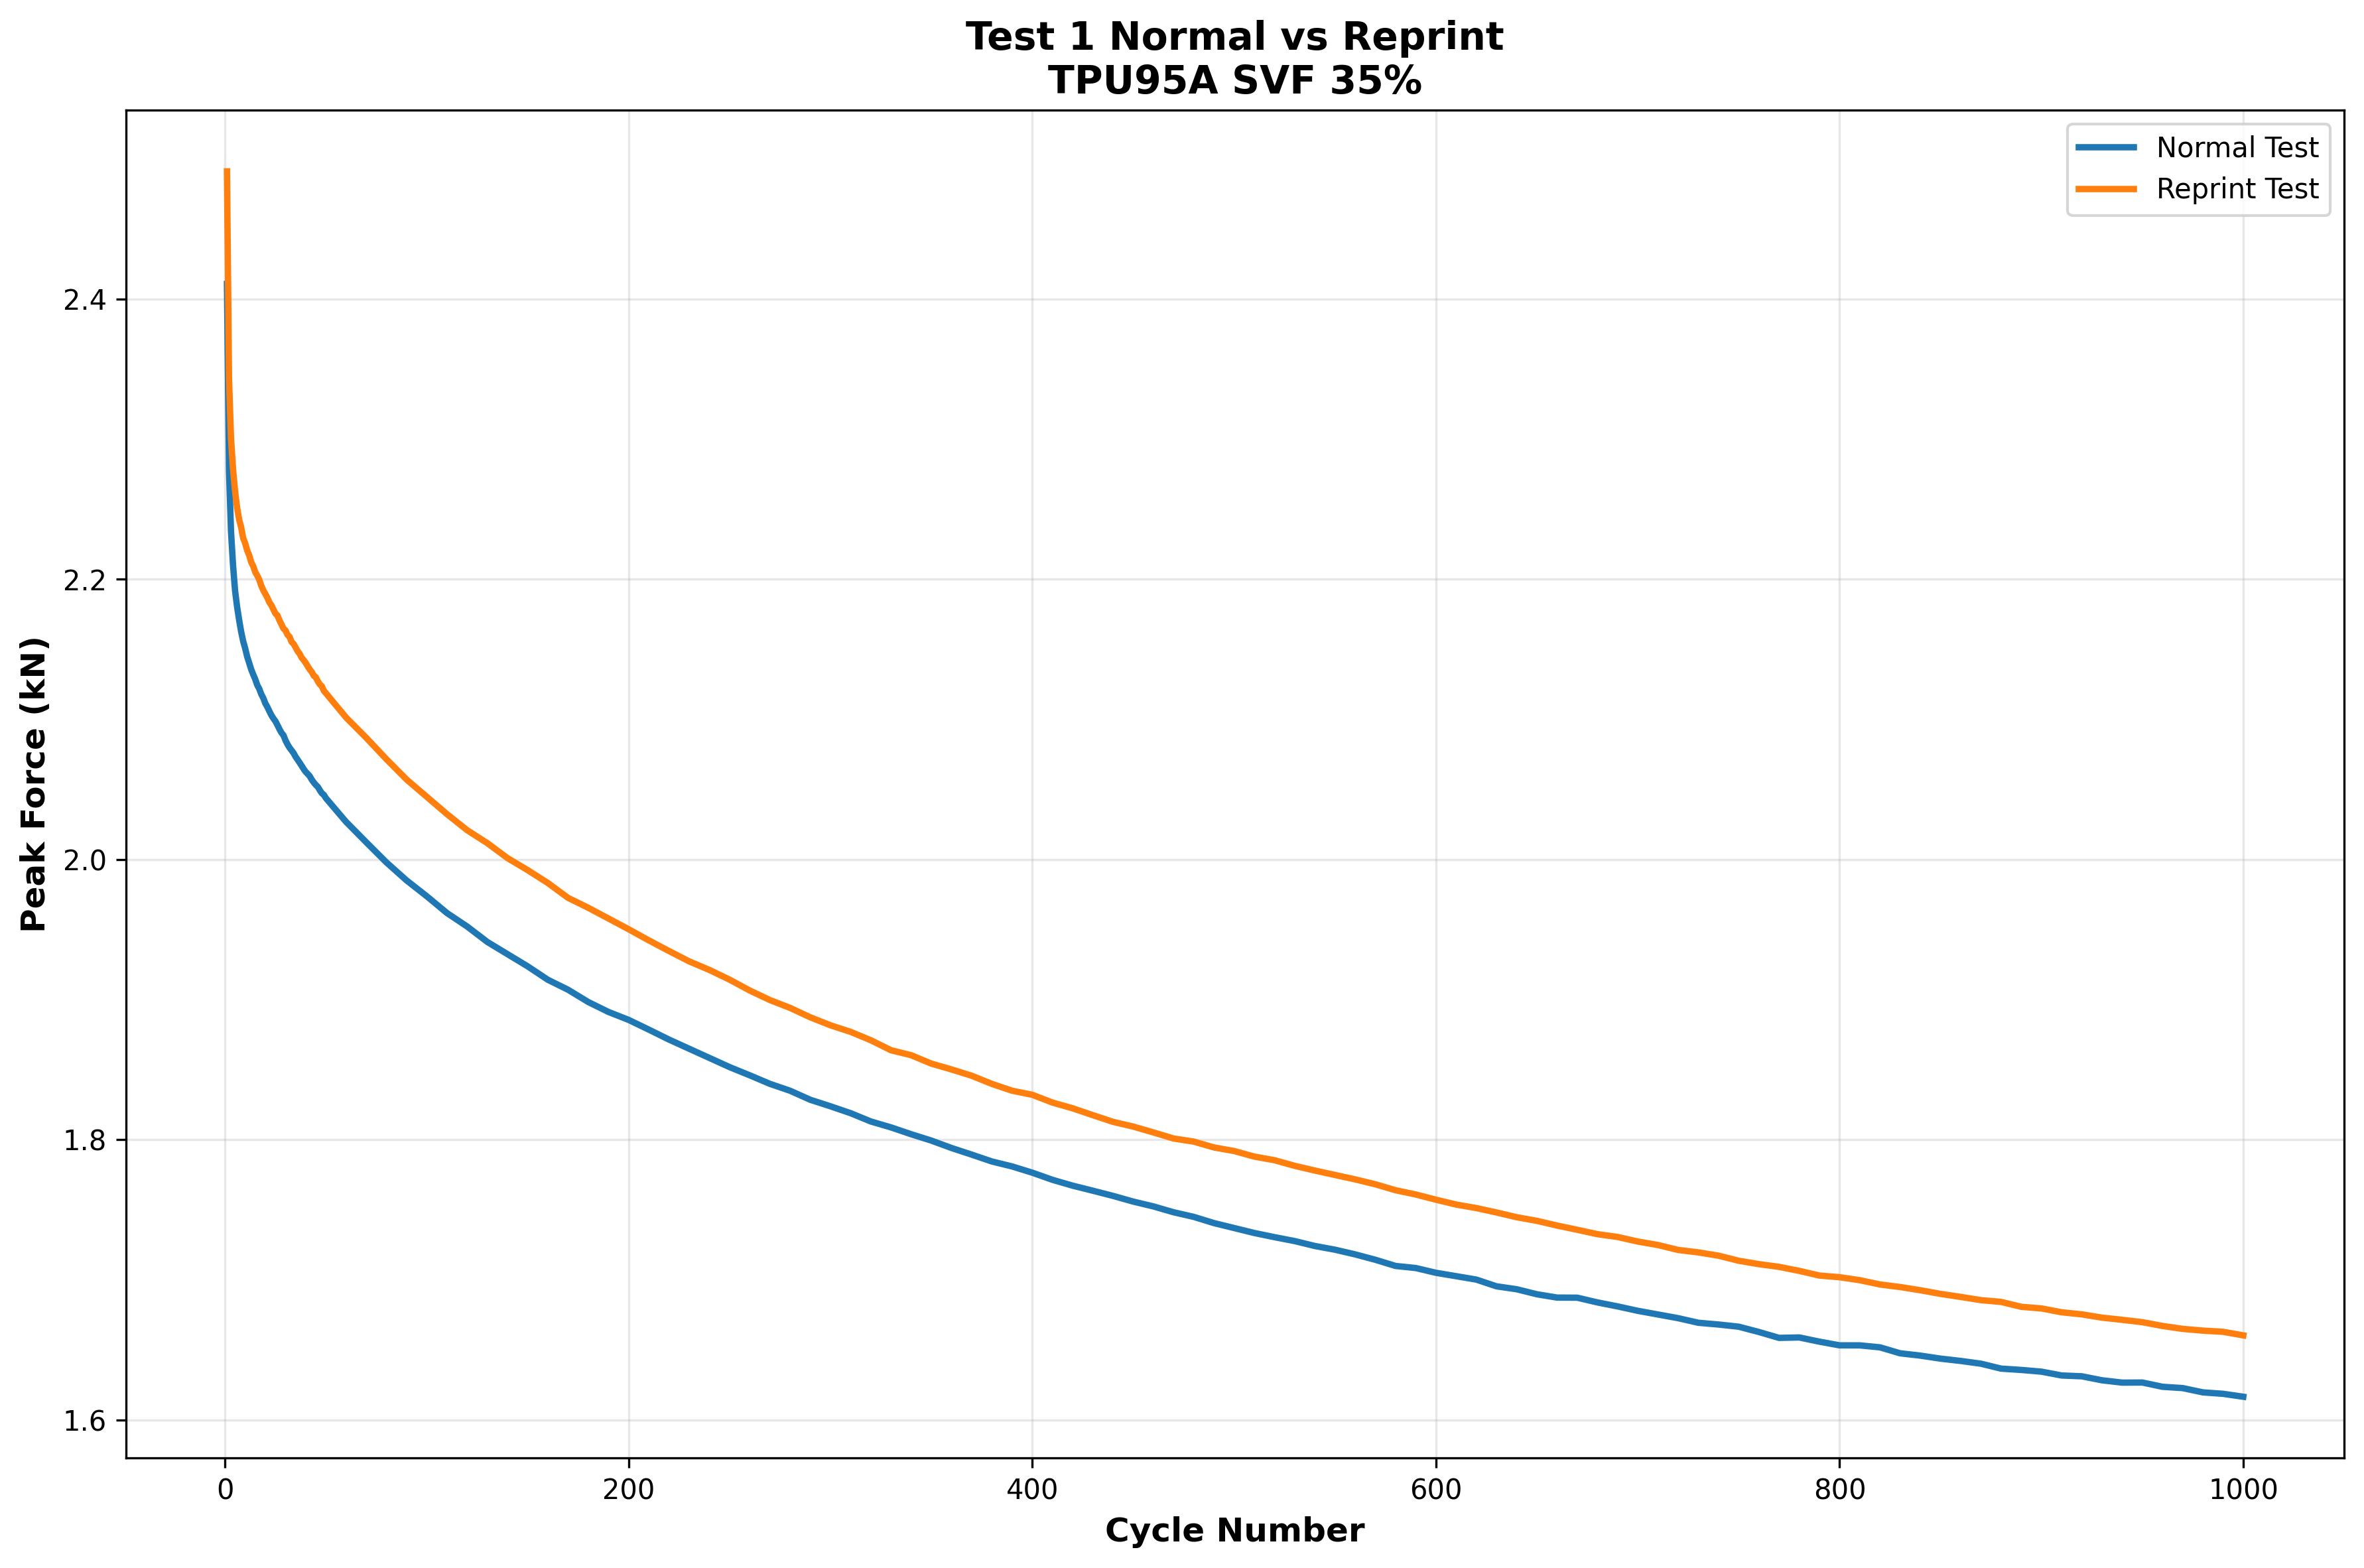 Test 1 Normal vs Reprint
TPU95A SVF 35%
Normal Test
Reprint Test
2.4
2.2
2.0
1.8
1.6
Peak Force (kN)
0
200
400
600
800
1000
Cycle Number